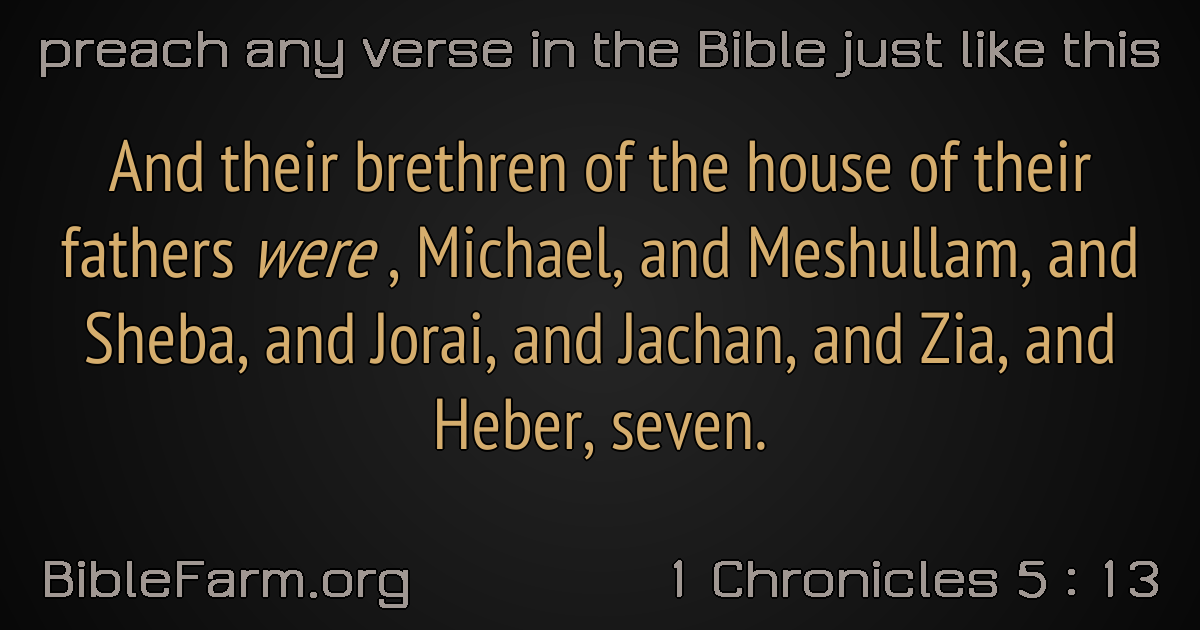 preach any verse in the Bible just like this
And their brethren of the house of their
fathers were , Michael, and Meshullam, and
Sheba, and Jorai, and Jachan, and Zia, and
Heber, seven.
BibleFarm.org
1 Chronicles 5 : 13